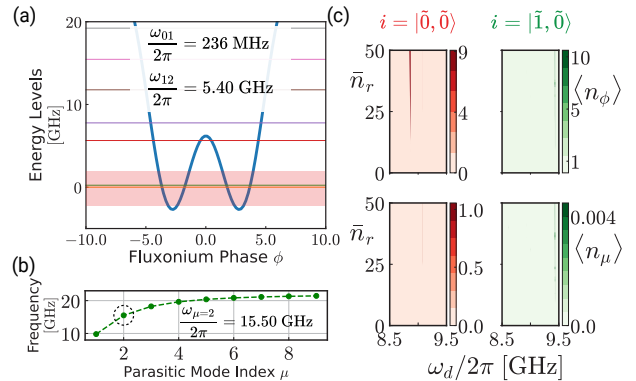 (a)
ω01/2π = 236 MHz
ω12/2π = 5.40 GHz
Energy Levels
[GHz]
20
10
0
−10.0 −5.0 0.0 5.0 10.0
Fluxonium Phase ϕ
(b)
Frequency
[GHz]
20
10
ωμ=2/2π = 15.50 GHz
2 4 6 8
Parasitic Mode Index μ
(c)
i = |0̃, 0̃⟩ i = |1̃, 0̃⟩
n̄r
50
25
0
9
6
4
0
10
5
1
⟨nϕ⟩
n̄r
50
25
0
1.0
0.5
0.0
0.004
0.00
⟨nμ⟩
8.5 9.5 8.5 9.5
ωd/2π [GHz]